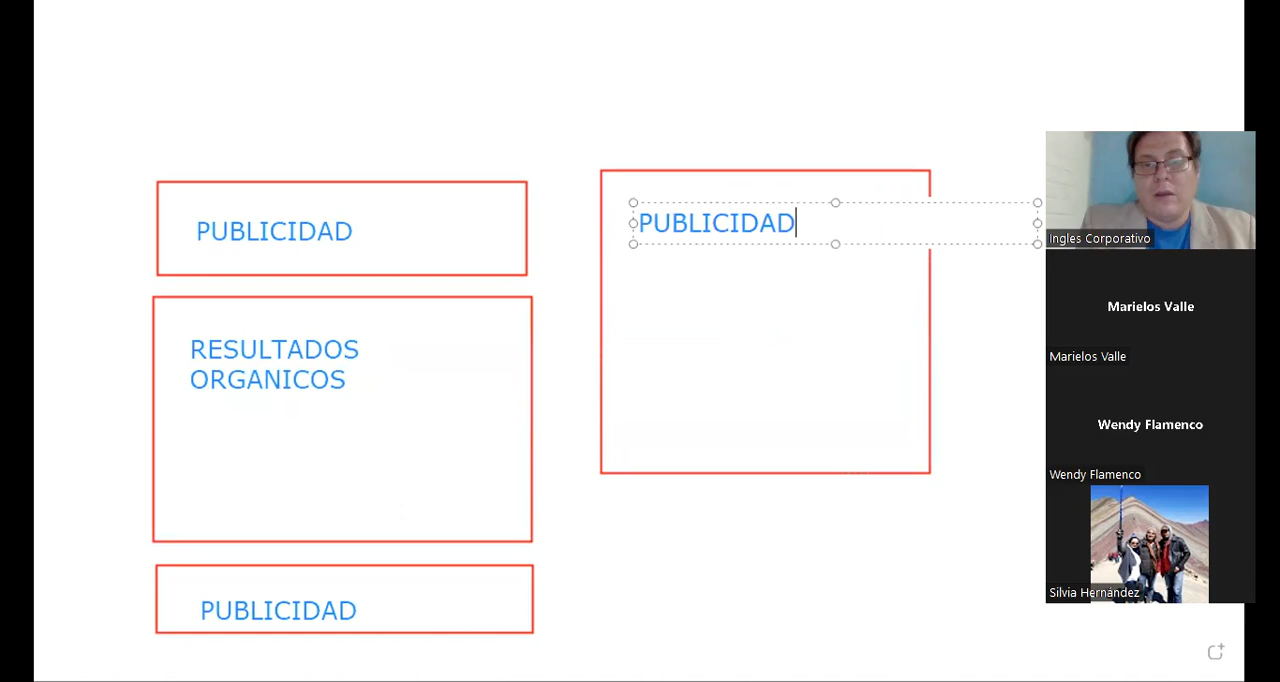 PUBLICIDAD
RESULTADOS
ORGANICOS
PUBLICIDAD
PUBLICIDAD
Ingles Corporativo
Marielos Valle
Marielos Valle
Wendy Flamenco
Wendy Flamenco
Silvia Hernández